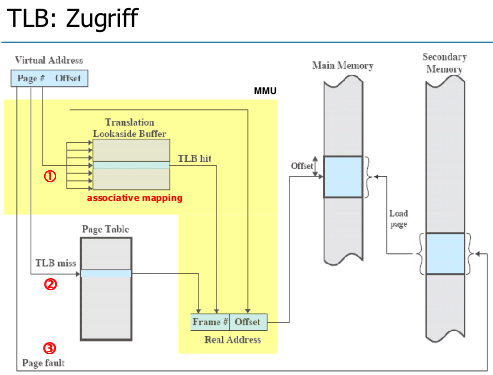 TLB: Zugriff
Virtual Address
Page # Offset
Main Memory
Secondary
Memory
MMU
Translation
Lookaside Buffer
TLB hit
①
associative mapping
Offset
Load
page
Page Table
TLB miss
②
Frame # Offset
Real Address
③
Page fault